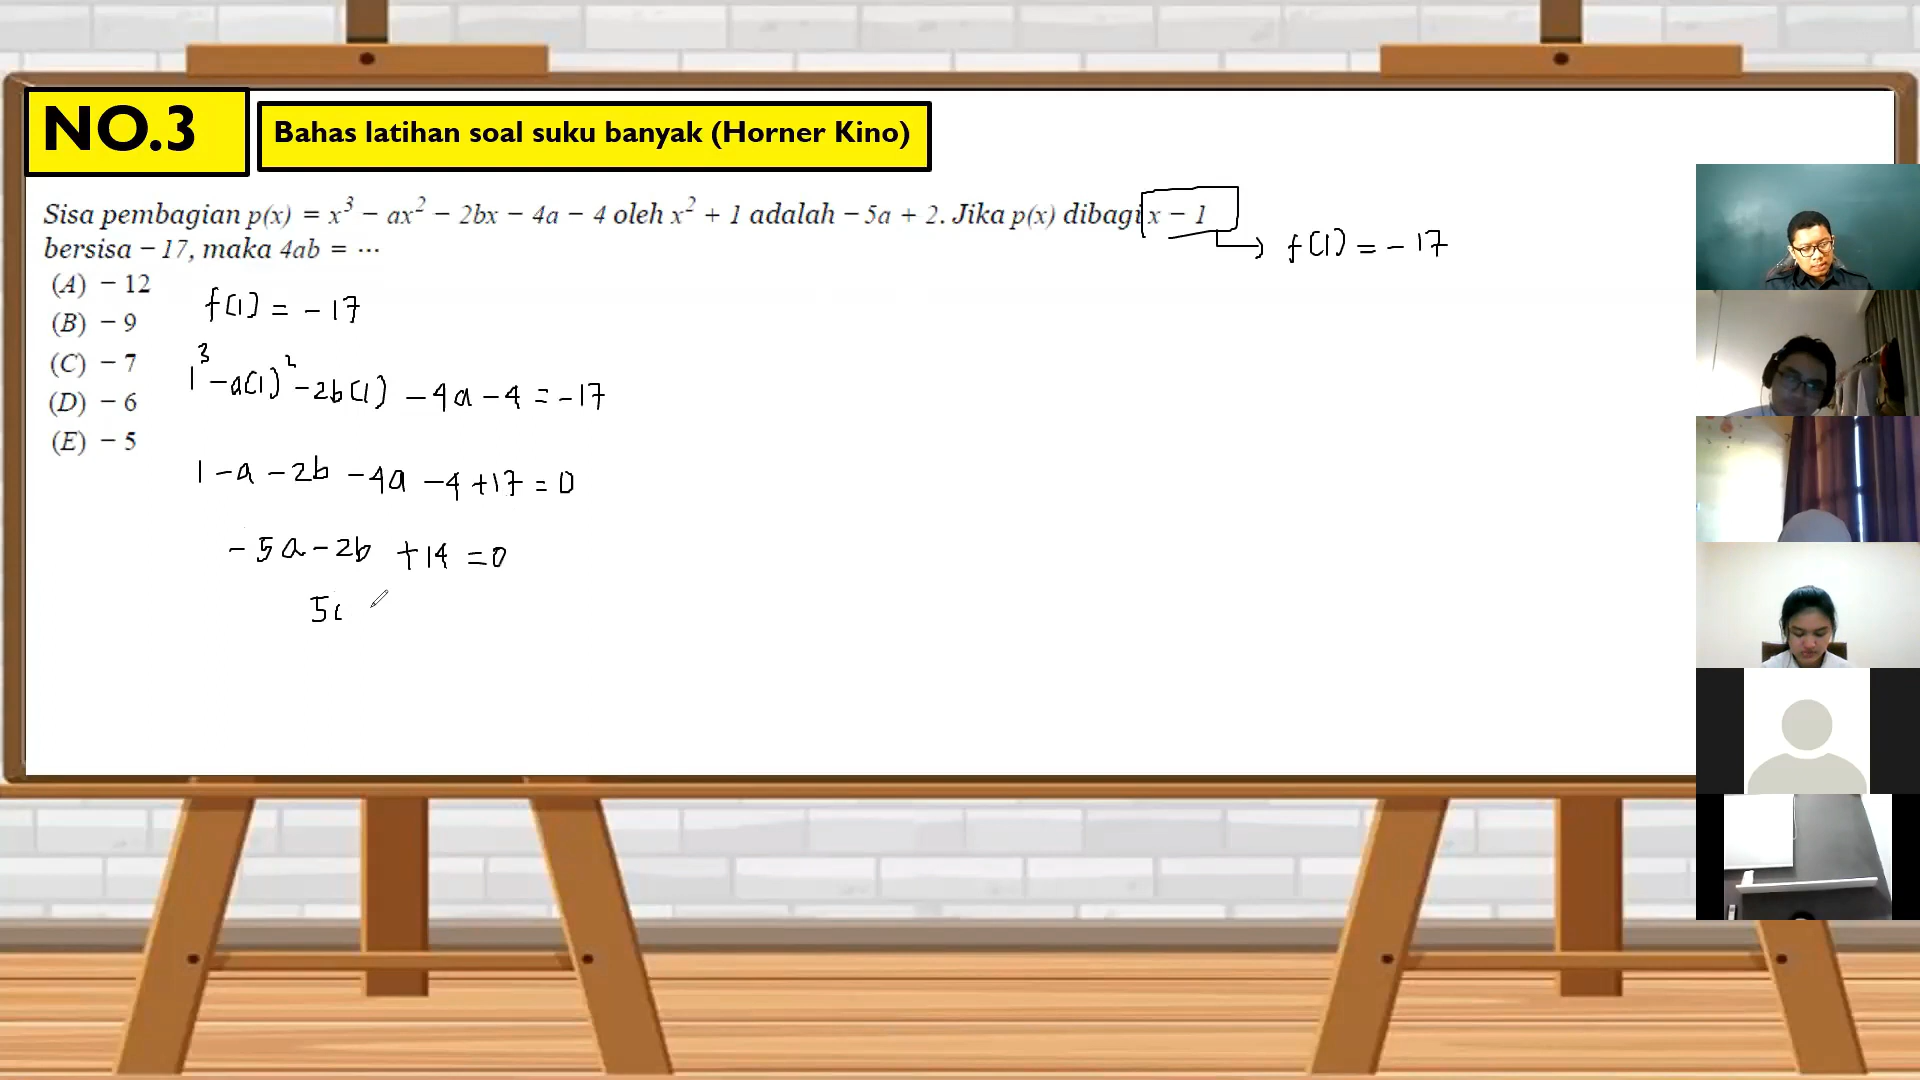 NO.3
Bahas latihan soal suku banyak (Horner Kino)
Sisa pembagian p(x) = x³ − ax² − 2bx − 4a − 4 oleh x² + 1 adalah − 5a + 2. Jika p(x) dibagi x − 1
bersisa − 17, maka 4ab = ⋯
f(1) = - 17
(A) − 12
(B) − 9
(C) − 7
(D) − 6
(E) − 5
f(1) = - 17
1³ - a(1)² - 2b(1) - 4a - 4 = -17
1 - a - 2b - 4a - 4 + 17 = 0
- 5a - 2b + 14 = 0
5